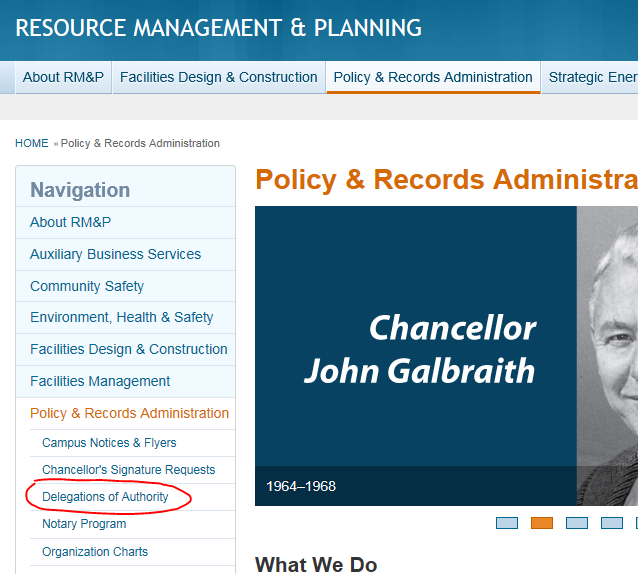 RESOURCE MANAGEMENT & PLANNING
About RM&P
Facilities Design & Construction
Policy & Records Administration
Strategic
HOME » Policy & Records Administration
Navigation
About RM&P
Auxiliary Business Services
Community Safety
Environment, Health & Safety
Facilities Design & Construction
Facilities Management
Policy & Records Administration
Campus Notices & Flyers
Chancellor's Signature Requests
Delegations of Authority
Notary Program
Organization Charts
Policy & Records
Chancellor
John Galbraith
1964–1968
What We Do